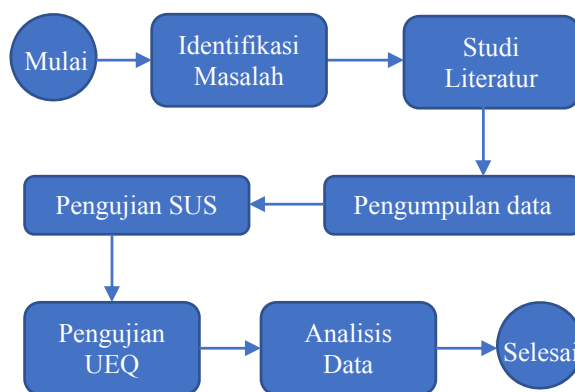 Mulai
Identifikasi
Masalah
Studi
Literatur
Pengumpulan data
Pengujian SUS
Pengujian
UEQ
Analisis
Data
Selesai